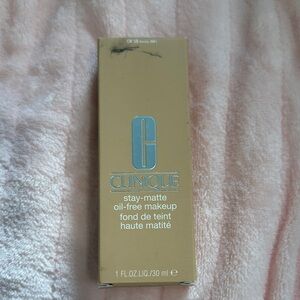 CLINIQUE
stay-matte
oil-free makeup
fond de teint
haute matité
1 FL.OZ.LIQ./30 ml e